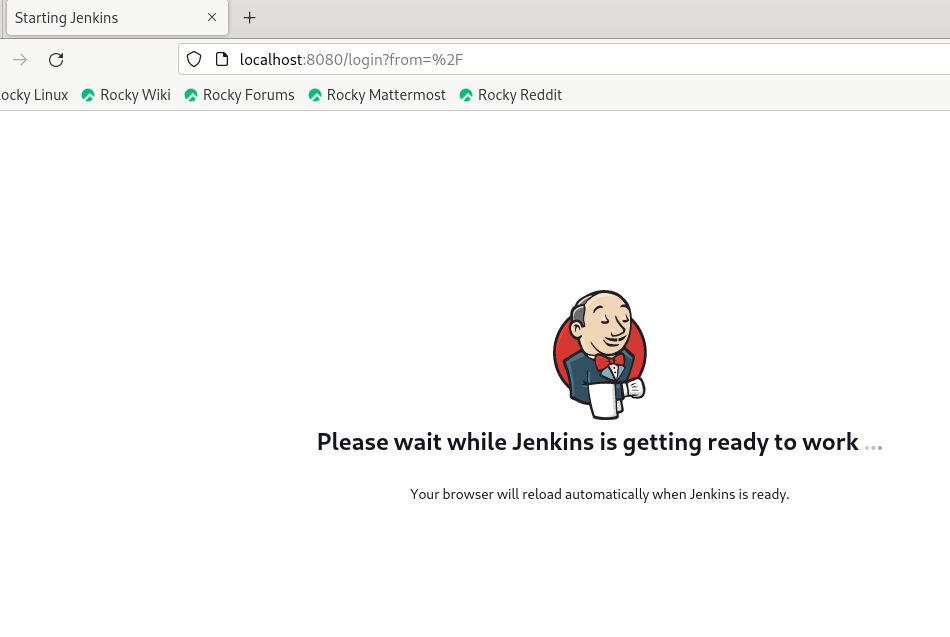 Starting Jenkins
localhost:8080/login?from=%2F
ocky Linux Rocky Wiki Rocky Forums Rocky Mattermost Rocky Reddit
Please wait while Jenkins is getting ready to work ...
Your browser will reload automatically when Jenkins is ready.